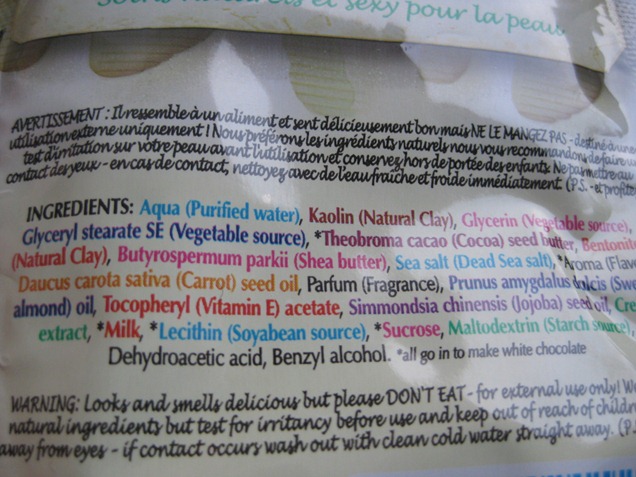 Soins naturels et sexy pour la peau
AVERTISSEMENT : Il ressemble à un aliment et sent délicieusement bon mais NE LE MANGEZ PAS - destiné à une
utilisation externe uniquement ! Nous préférons les ingrédients naturels nous vous recommandons de faire un
test d'imitation sur votre peau avant l'utilisation et conservez hors de portée des enfants. Ne pas mettre au
contact des yeux - en cas de contact, nettoyez avec de l'eau fraîche et froide immédiatement. (P.S. - et profite
INGREDIENTS: Aqua (Purified water), Kaolin (Natural Clay), Glycerin (Vegetable source),
Glyceryl stearate SE (Vegetable source), *Theobroma cacao (Cocoa) seed butter, Bentonite
(Natural Clay), Butyrospermum parkii (Shea butter), Sea salt (Dead Sea salt), *Aroma (Flav
Daucus carota sativa (Carrot) seed oil, Parfum (Fragrance), Prunus amygdalus dulcis (Swe
almond) oil, Tocopheryl (Vitamin E) acetate, Simmondsia chinensis (Jojoba) seed oil, Cre
extract, *Milk, *Lecithin (Soyabean source), *Sucrose, Maltodextrin (Starch source),
Dehydroacetic acid, Benzyl alcohol. *all go in to make white chocolate
WARNING: Looks and smells delicious but please DON'T EAT - for external use only! We
natural ingredients but test for irritancy before use and keep out of reach of childr
away from eyes - if contact occurs wash out with clean cold water straight away. (P.S